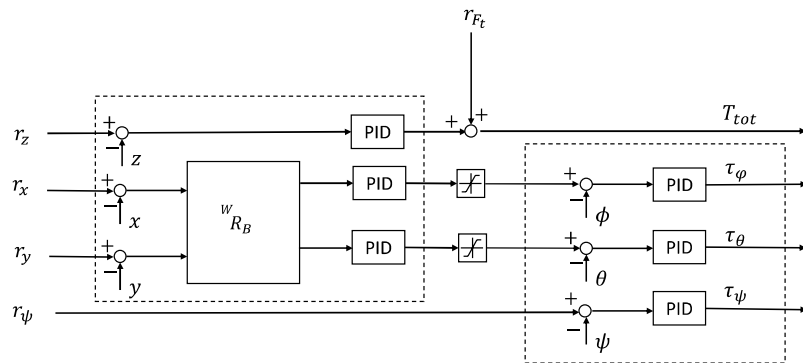 r_{F_t}
+ +
T_{tot}
r_z + − z PID
r_x + − x
^W R_B
PID + − ϕ PID τ_φ
r_y + − y
PID + − θ PID τ_θ
r_ψ + − ψ PID τ_ψ